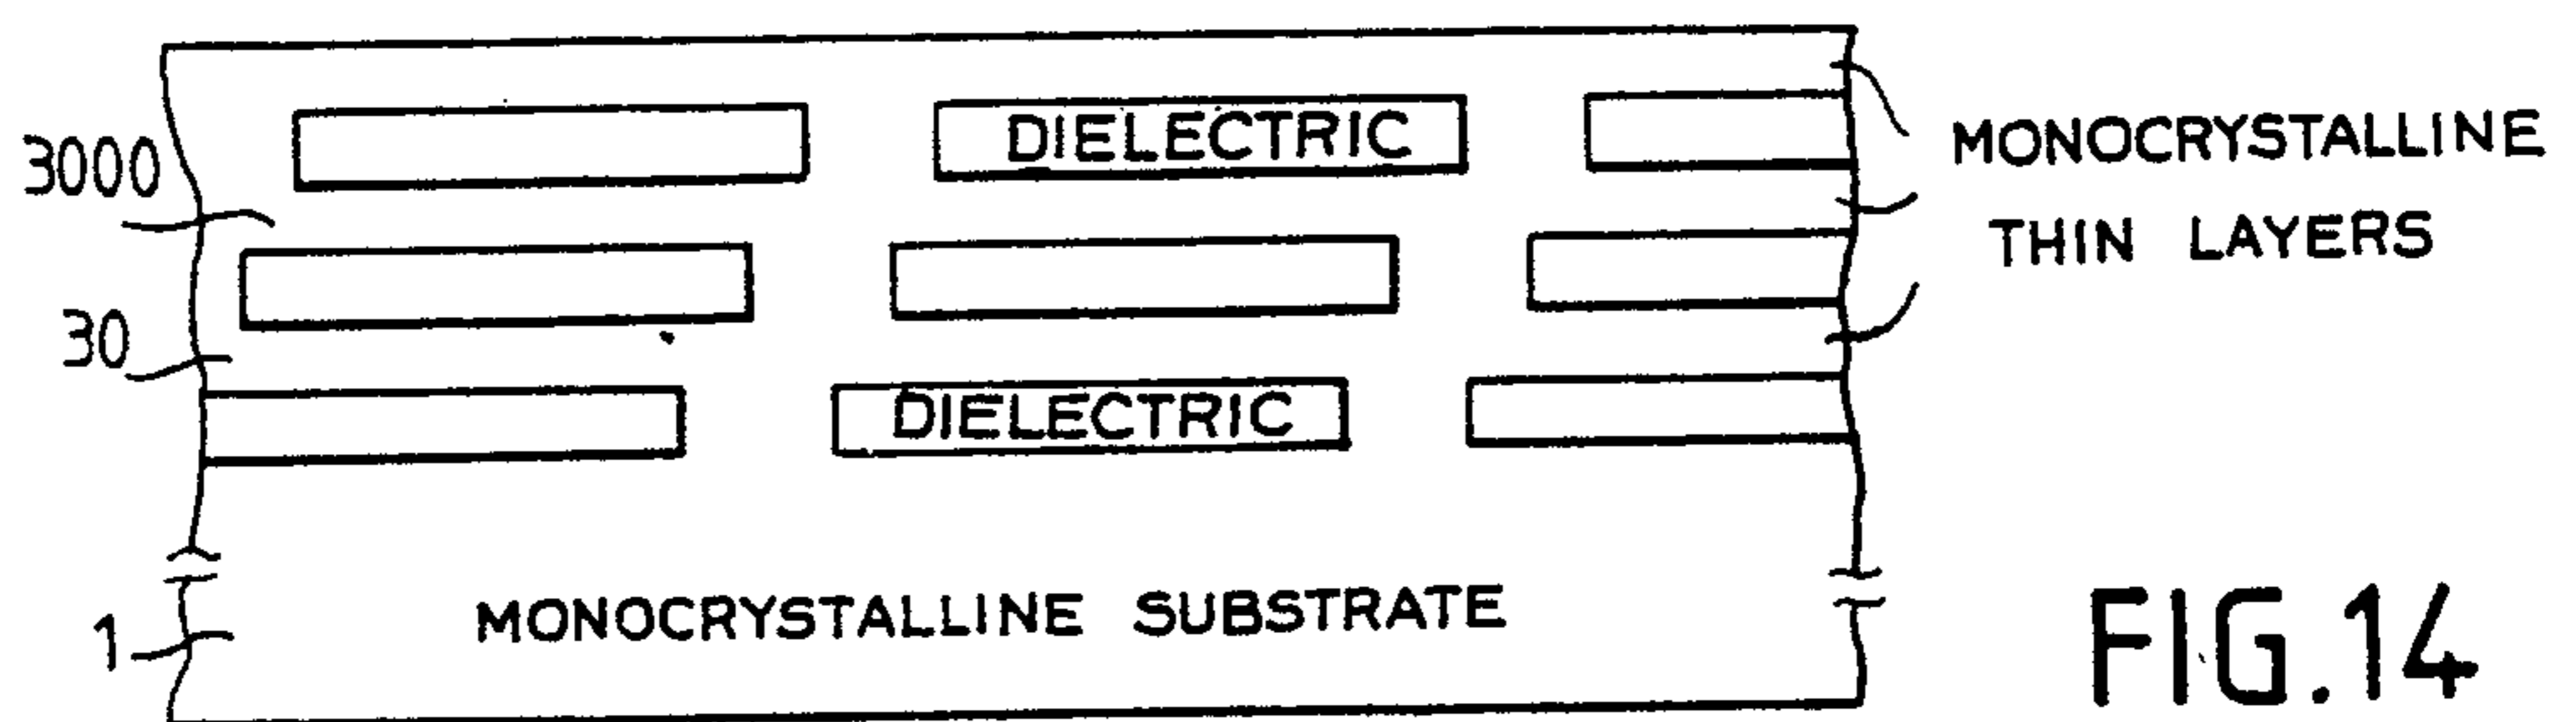 DIELECTRIC
3000
MONOCRYSTALLINE
THIN LAYERS
30
DIELECTRIC
1
MONOCRYSTALLINE SUBSTRATE
FIG.14